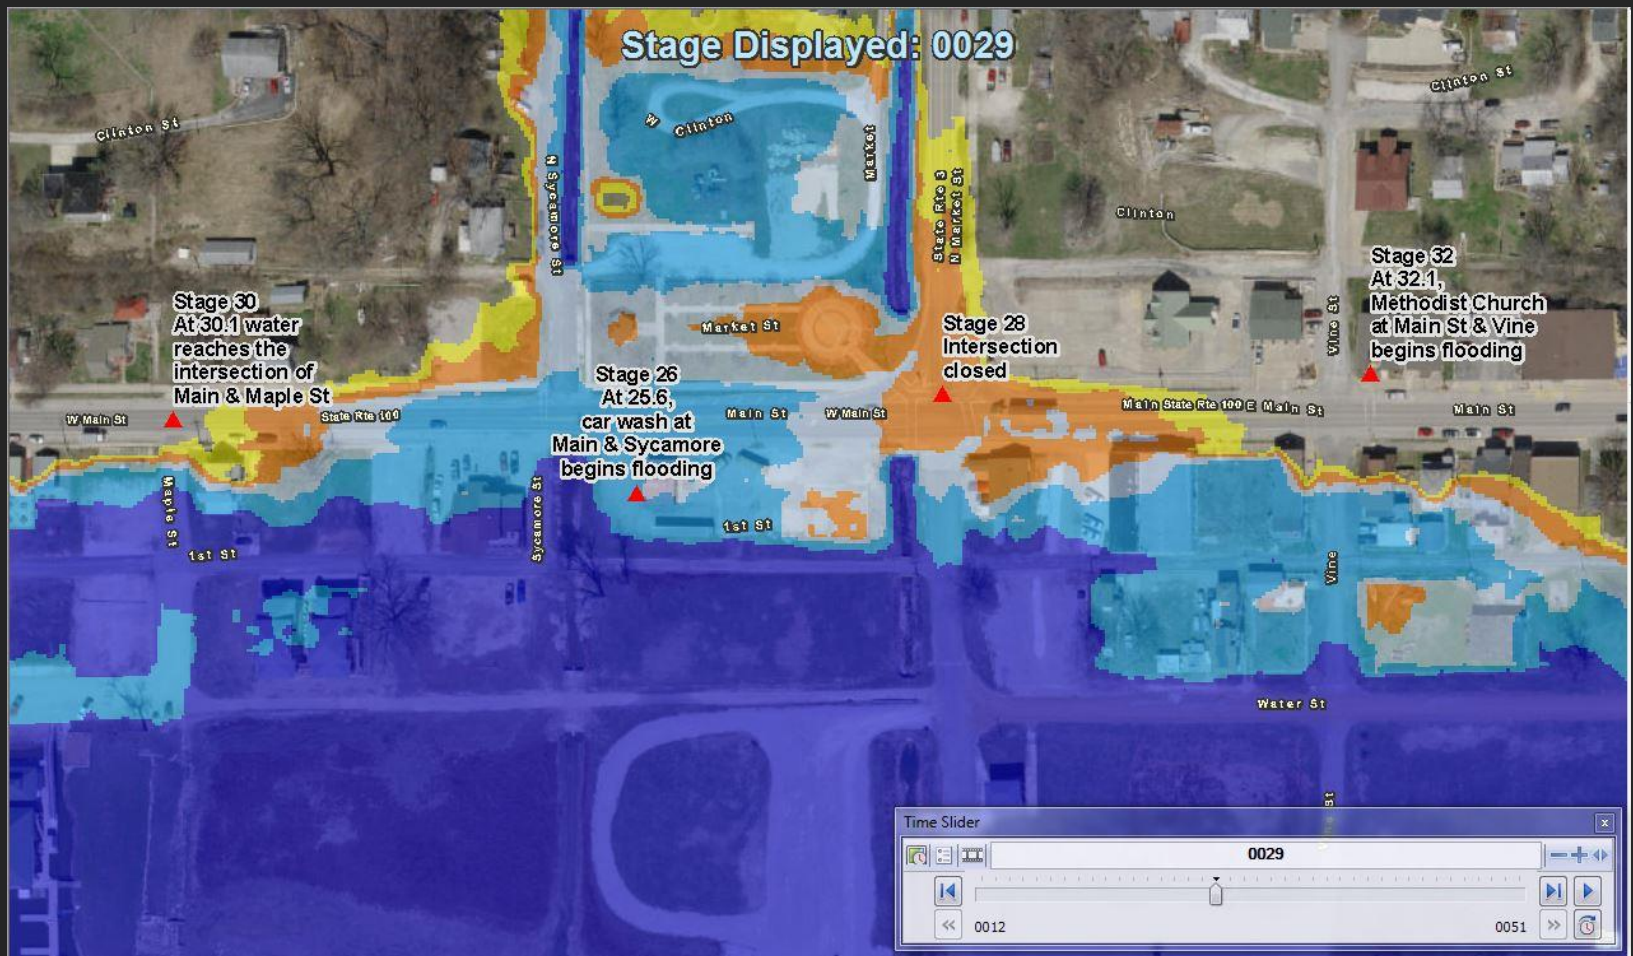 Stage Displayed: 0029
Clinton St
Clinton St
W Clinton
Market
N Sycamore St
State Rte 3
N Market St
Clinton
Stage 32
At 32.1,
Methodist Church
at Main St & Vine
begins flooding
Stage 30
At 30.1 water
reaches the
intersection of
Main & Maple St
Market St
Stage 28
Intersection
closed
Vine St
Stage 26
At 25.6,
car wash at
Main & Sycamore
begins flooding
W Main St
State Rte 100
Main St
W Main St
Main State Rte 100 E Main St
Main St
Maple St
1st St
Sycamore St
1st St
Vine
Water St
St
Time Slider
0029
0012
0051